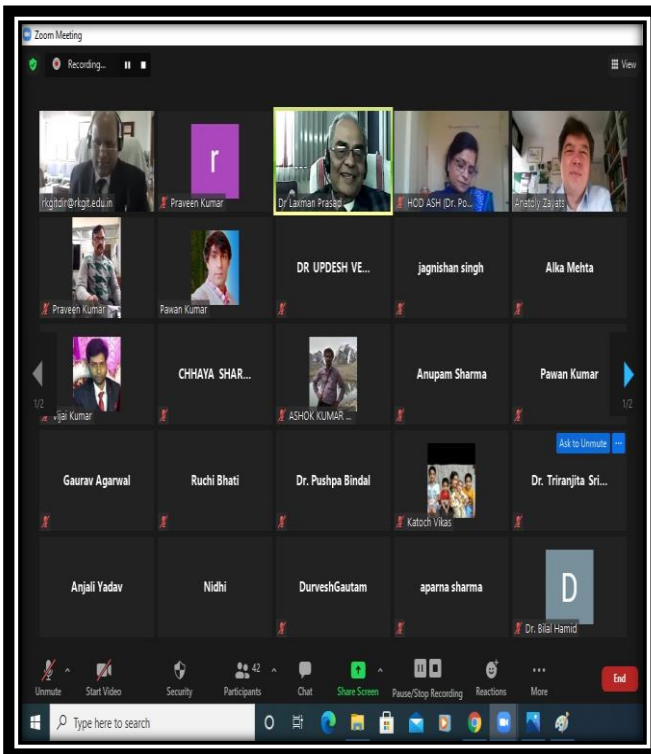 Zoom Meeting
Recording...
View
rkgitdir@rkgit.edu.in
r
Praveen Kumar
Dr Laxman Prasad
HOD ASH (Dr. Po...
Anatoly Zayats
Praveen Kumar
Pawan Kumar
DR UPDESH VE...
jagnishan singh
Alka Mehta
1/2
Vijai Kumar
CHHAYA SHAR...
ASHOK KUMAR ...
Anupam Sharma
Pawan Kumar
1/2
Gaurav Agarwal
Ruchi Bhati
Dr. Pushpa Bindal
Katoch Vikas
Ask to Unmute ...
Dr. Triranjita Sri...
Anjali Yadav
Nidhi
DurveshGautam
aparna sharma
D
Dr. Bilal Hamid
Unmute
Start Video
Security
Participants 42
Chat
Share Screen
Pause/Stop Recording
Reactions
More
End
Type here to search